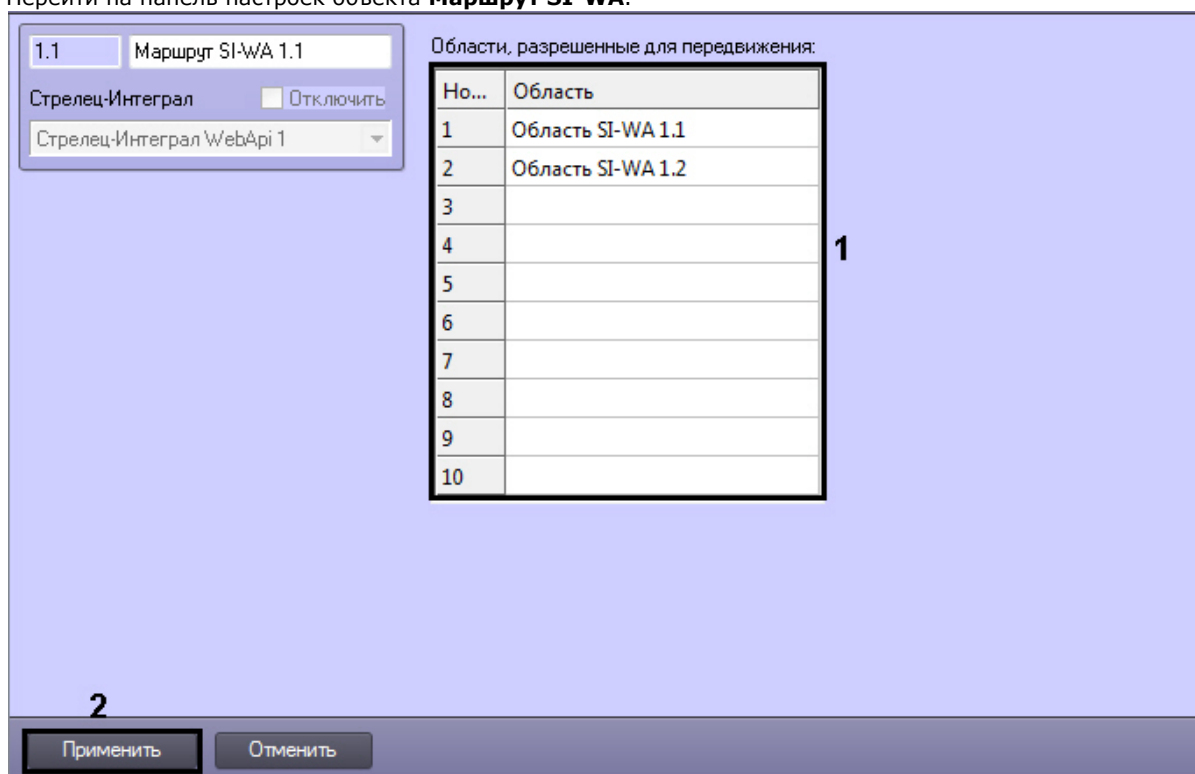 Перейти на панель настроек объекта Маршрут SI-WA.
1.1 Маршрут SI-WA 1.1
Стрелец-Интеграл Отключить
Стрелец-Интеграл WebApi 1
Области, разрешенные для передвижения:
Но... Область
1 Область SI-WA 1.1
2 Область SI-WA 1.2
3
4
5
6
7
8
9
10
1
2
Применить Отменить